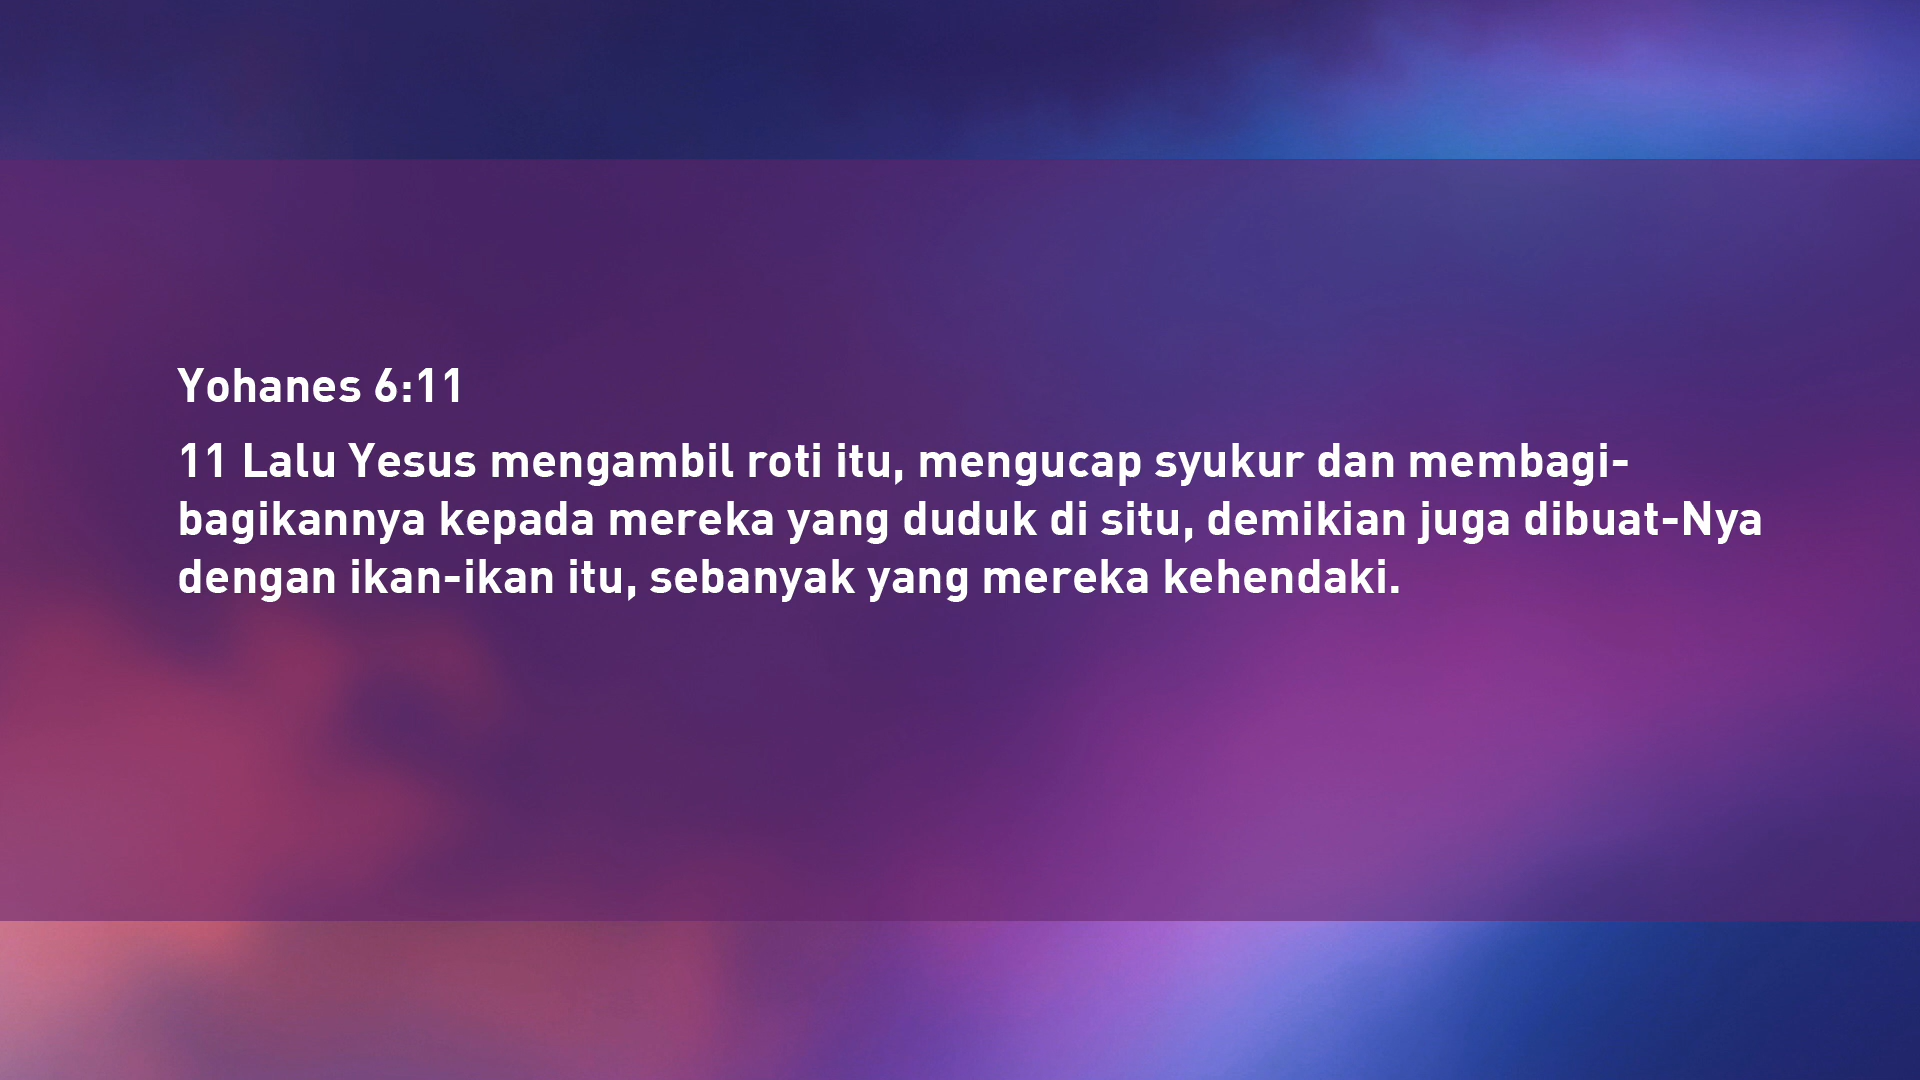 Yohanes 6:11
11 Lalu Yesus mengambil roti itu, mengucap syukur dan membagi-
bagikannya kepada mereka yang duduk di situ, demikian juga dibuat-Nya
dengan ikan-ikan itu, sebanyak yang mereka kehendaki.